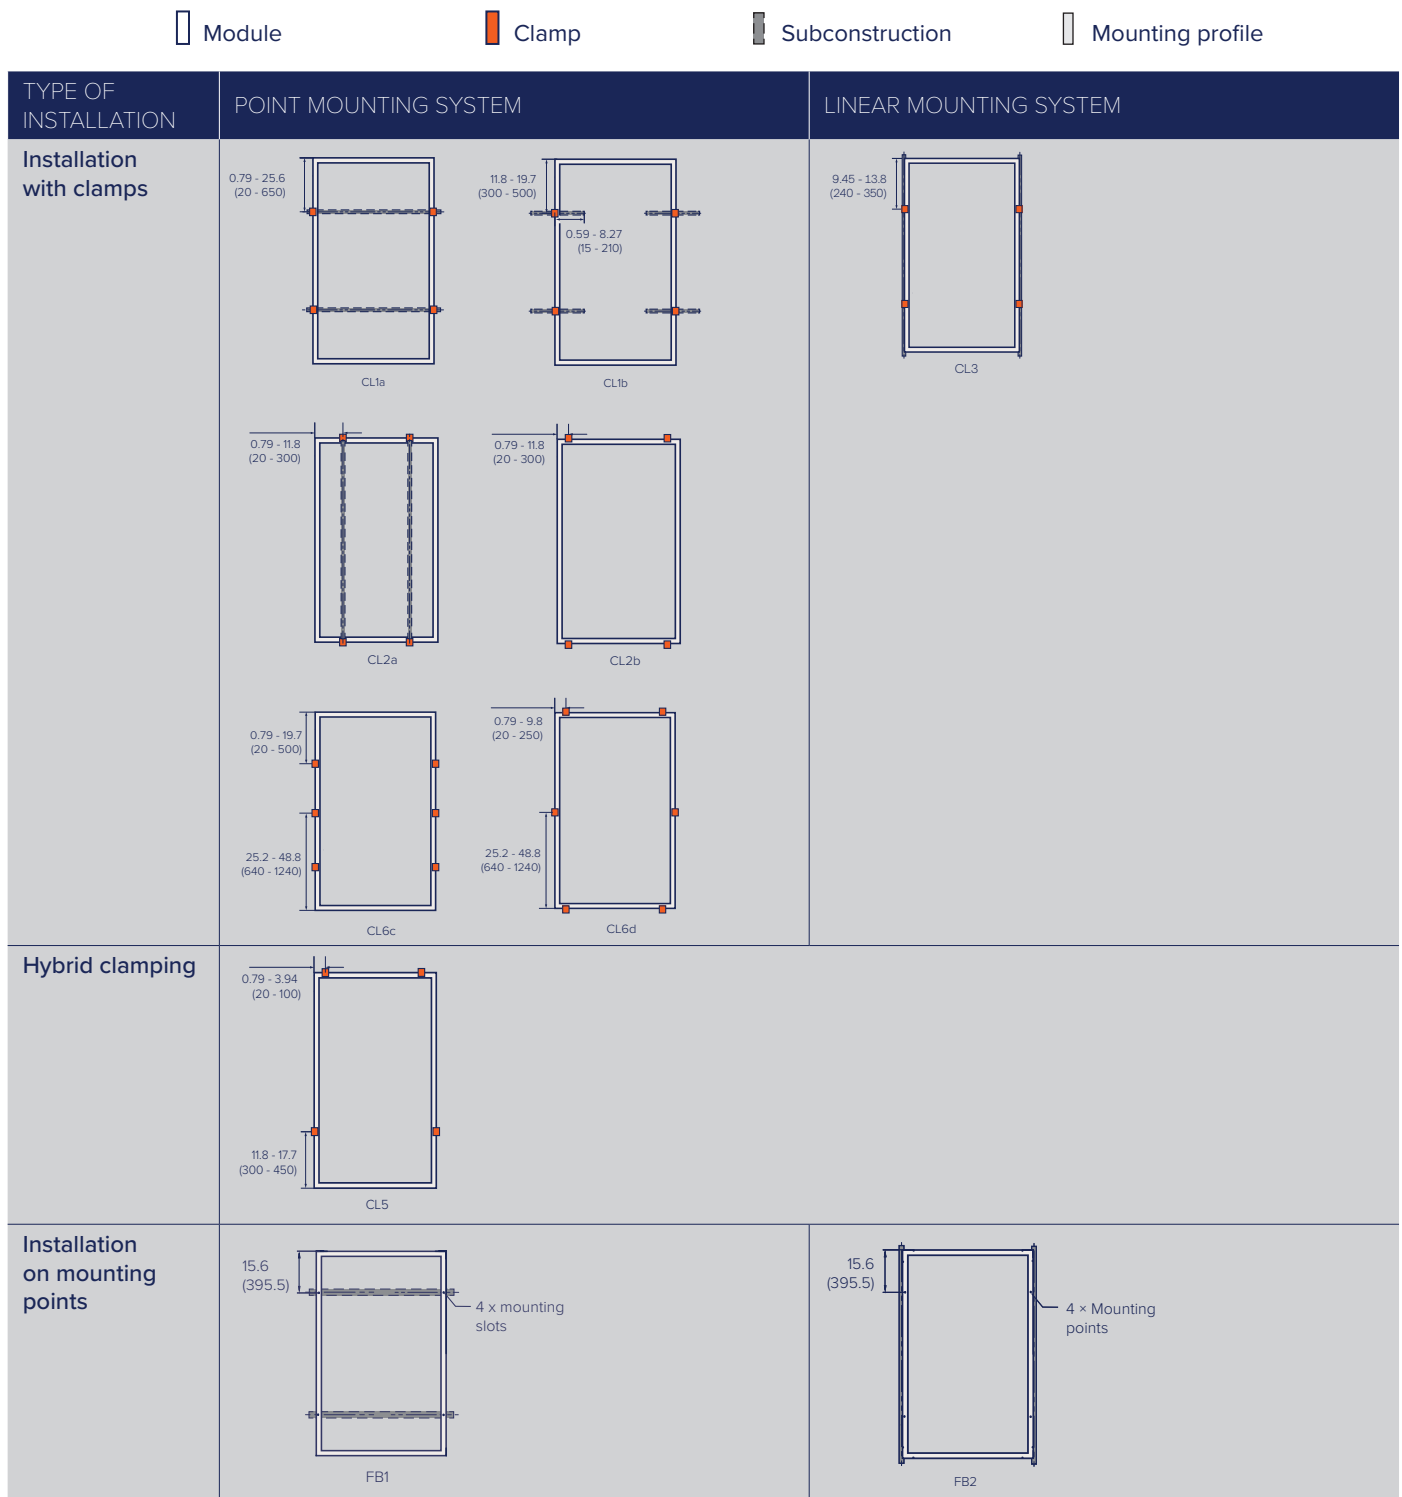 Module
Clamp
Subconstruction
Mounting profile
TYPE OF
INSTALLATION
POINT MOUNTING SYSTEM
LINEAR MOUNTING SYSTEM
Installation
with clamps
0.79 - 25.6
(20 - 650)
CL1a
11.8 - 19.7
(300 - 500)
0.59 - 8.27
(15 - 210)
CL1b
9.45 - 13.8
(240 - 350)
CL3
0.79 - 11.8
(20 - 300)
CL2a
0.79 - 11.8
(20 - 300)
CL2b
0.79 - 19.7
(20 - 500)
25.2 - 48.8
(640 - 1240)
CL6c
0.79 - 9.8
(20 - 250)
25.2 - 48.8
(640 - 1240)
CL6d
Hybrid clamping
0.79 - 3.94
(20 - 100)
11.8 - 17.7
(300 - 450)
CL5
Installation
on mounting
points
15.6
(395.5)
4 x mounting
slots
FB1
15.6
(395.5)
4 × Mounting
points
FB2